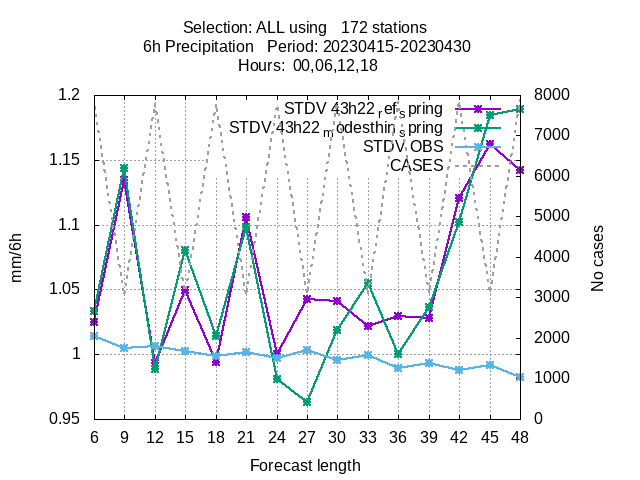 Selection: ALL using   172 stations
6h Precipitation   Period: 20230415-20230430
Hours:  00,06,12,18
STDV 43h22_ref_spring
STDV 43h22_modesthin_spring
STDV OBS
CASES
1.2
1.15
1.1
1.05
1
0.95
mm/6h
8000
7000
6000
5000
4000
3000
2000
1000
0
No cases
6 9 12 15 18 21 24 27 30 33 36 39 42 45 48
Forecast length